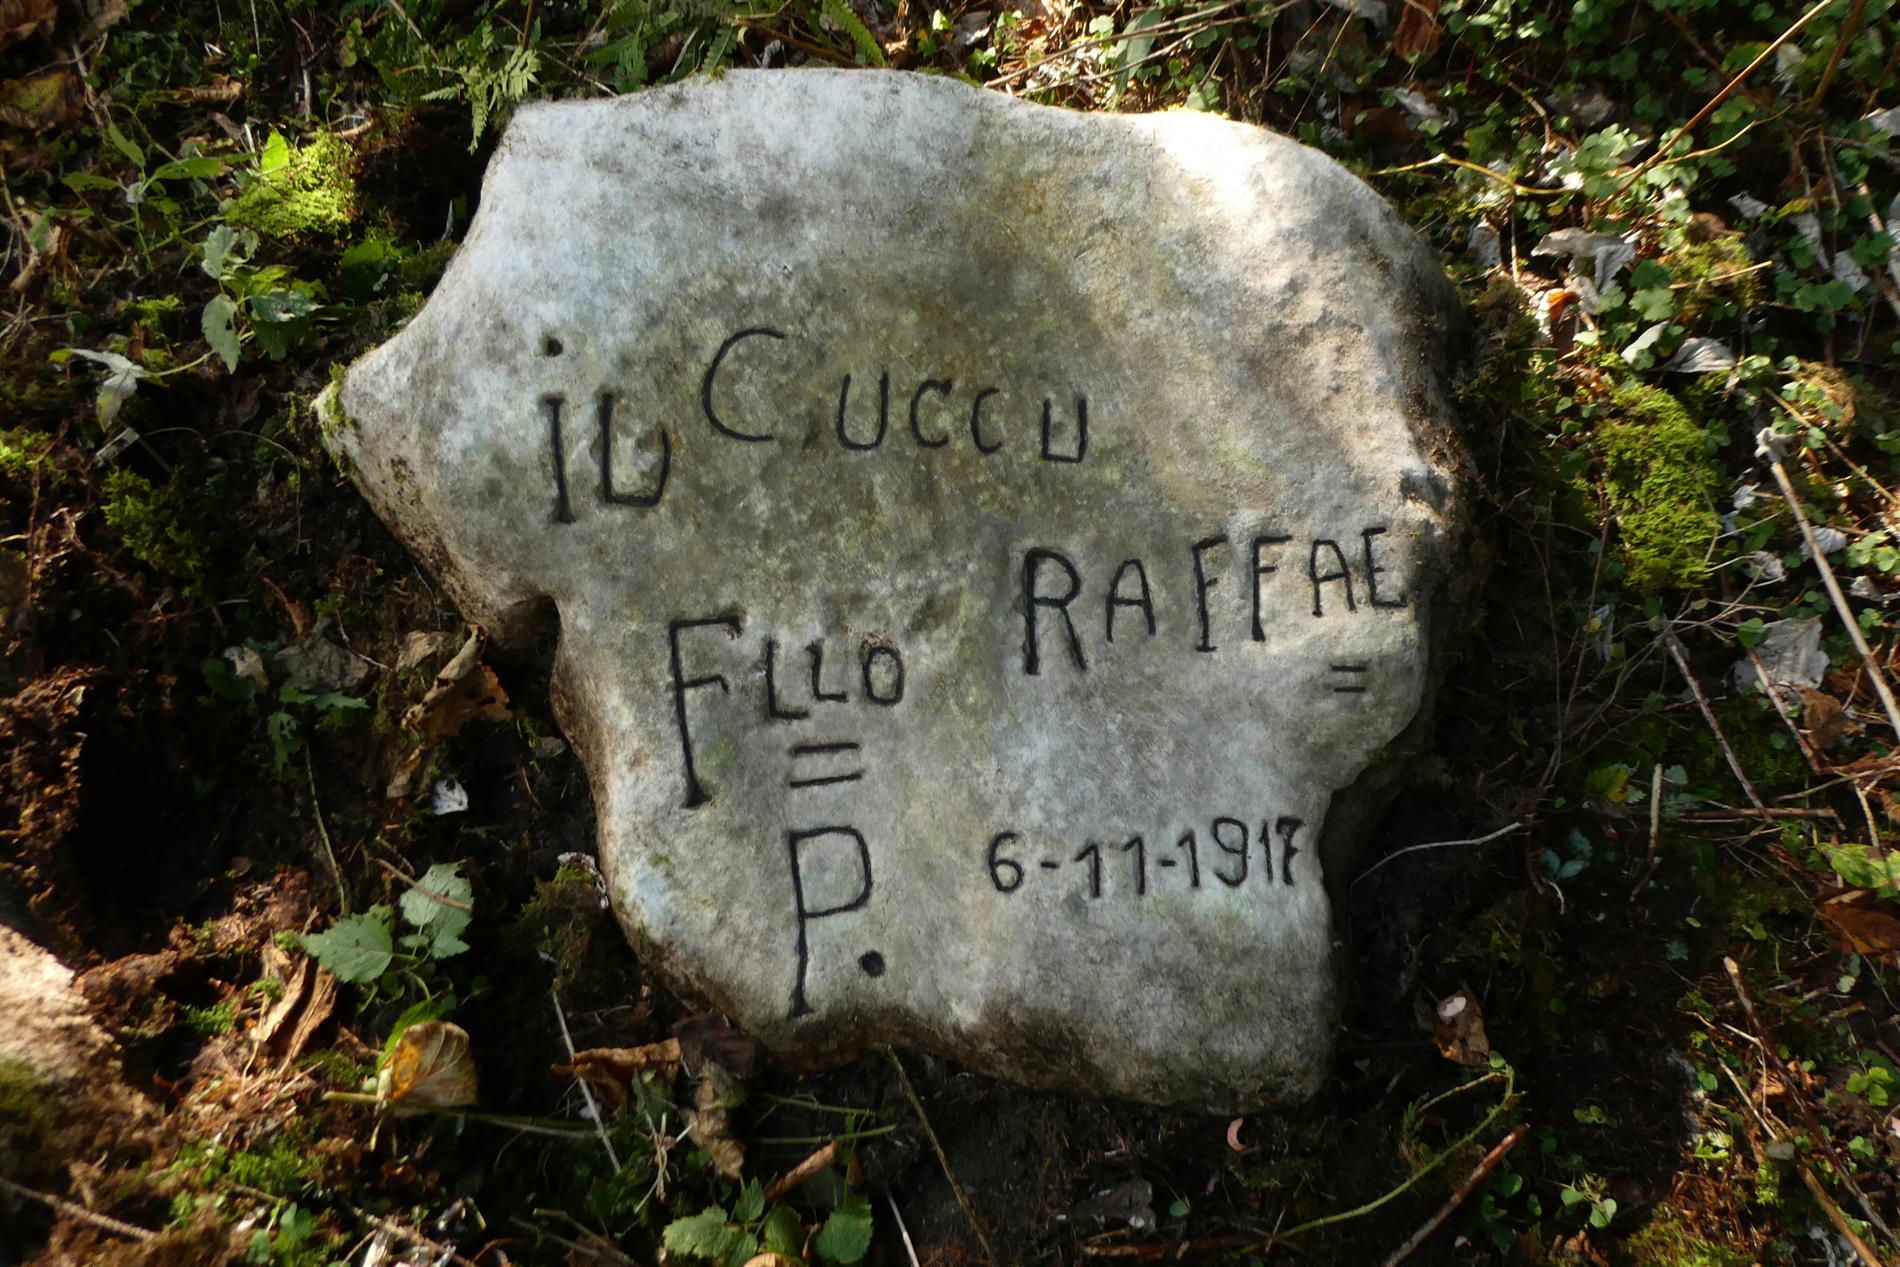 iL CUCCU
RAFFAE
=
FLLO
=
P. 6-11-1917